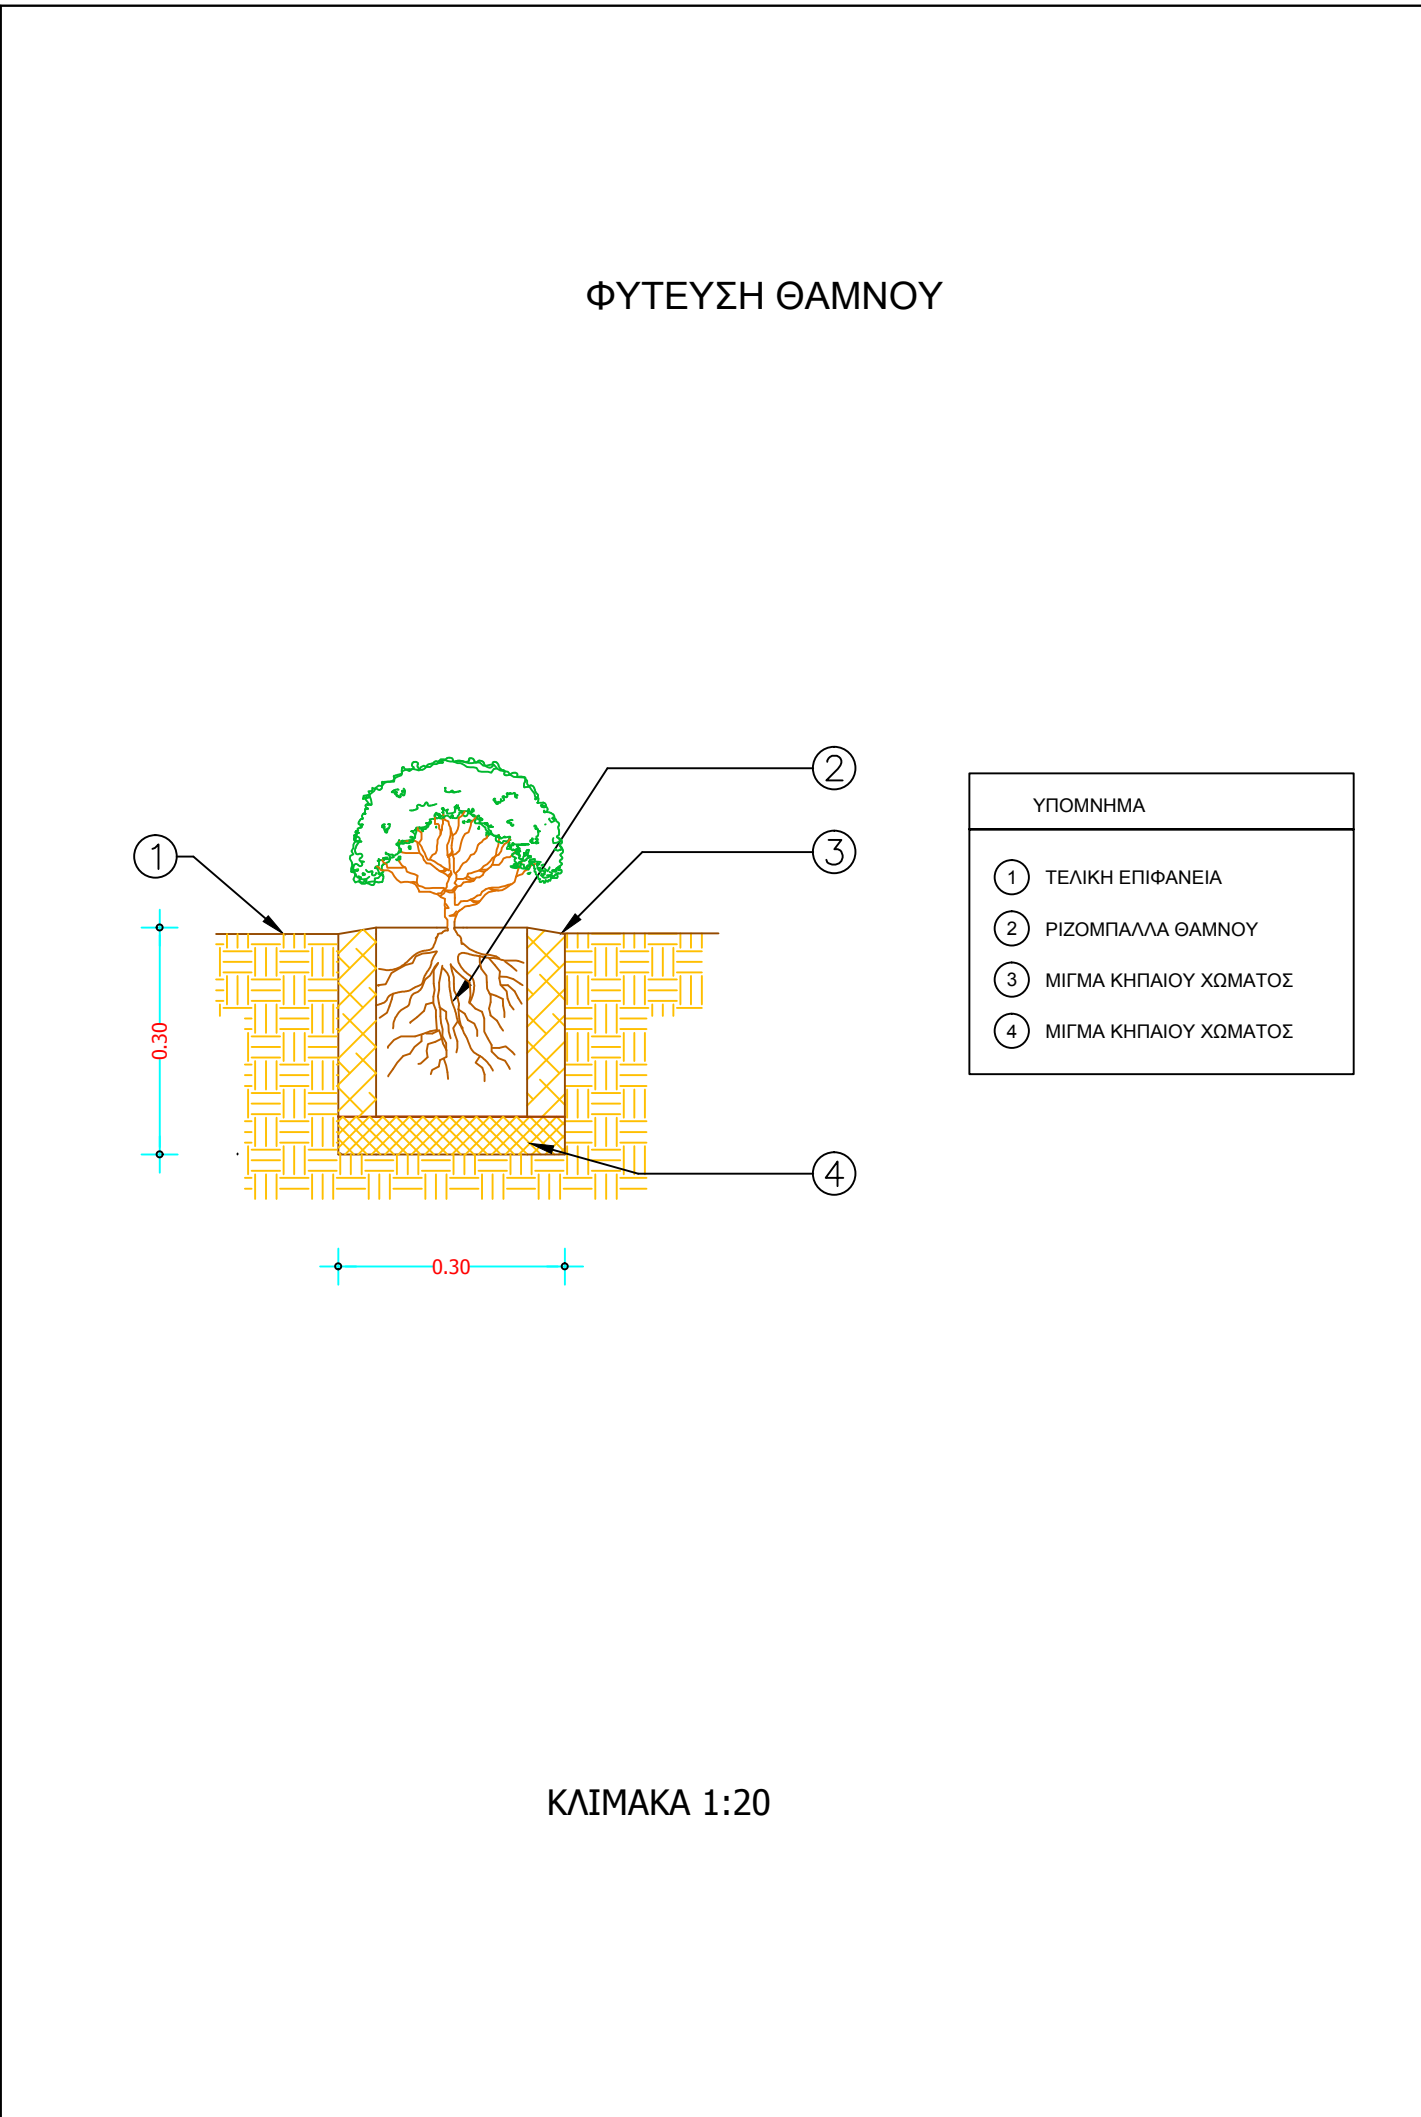 ΦΥΤΕΥΣΗ ΘΑΜΝΟΥ
2
3
1
0.30
4
0.30
ΥΠΟΜΝΗΜΑ
1 ΤΕΛΙΚΗ ΕΠΙΦΑΝΕΙΑ
2 ΡΙΖΟΜΠΑΛΛΑ ΘΑΜΝΟΥ
3 ΜΙΓΜΑ ΚΗΠΑΙΟΥ ΧΩΜΑΤΟΣ
4 ΜΙΓΜΑ ΚΗΠΑΙΟΥ ΧΩΜΑΤΟΣ
ΚΛΙΜΑΚΑ 1:20